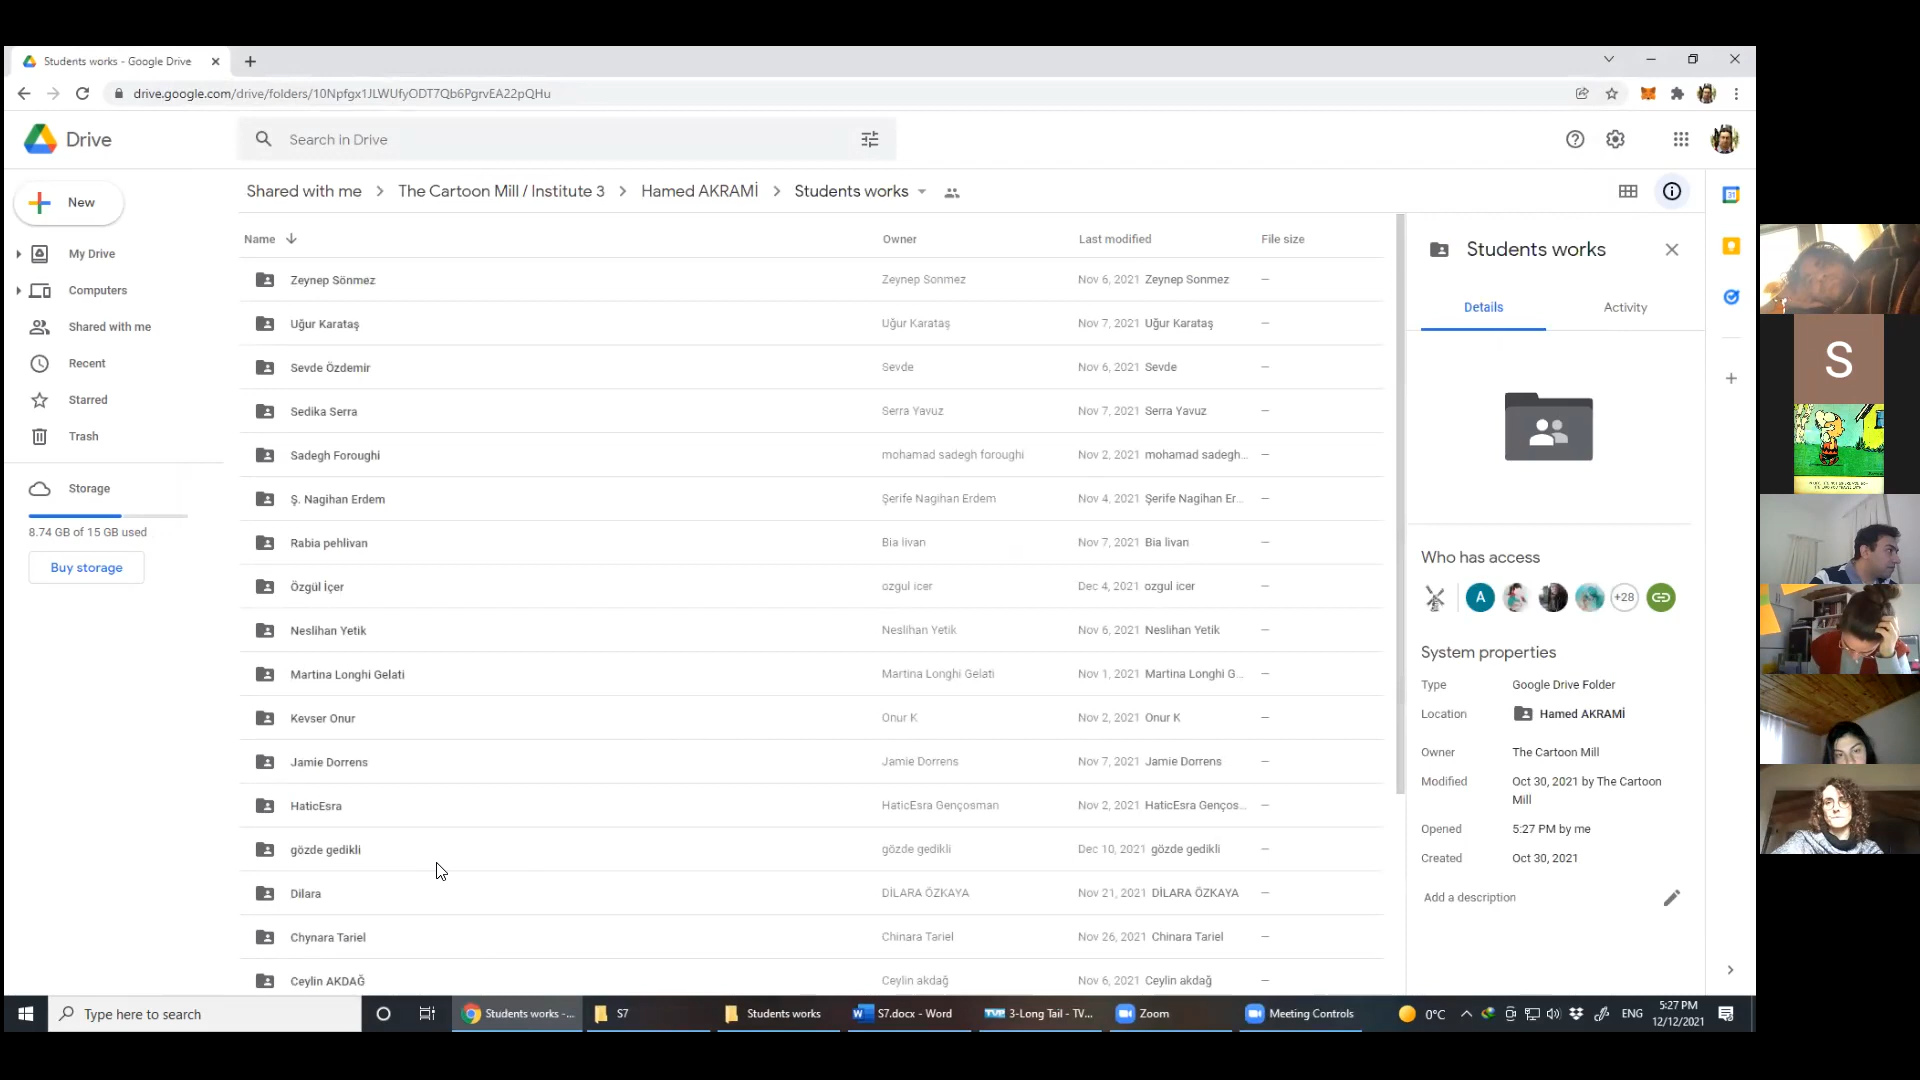 Students works - Google Drive
drive.google.com/drive/folders/10Npfgx1JLWUfyODT7Qb6PgrvEA22pQHu
Drive
Search in Drive
New
Shared with me > The Cartoon Mill / Institute 3 > Hamed AKRAMİ > Students works
My Drive
Computers
Shared with me
Recent
Starred
Trash
Storage
8.74 GB of 15 GB used
Buy storage
Name Owner Last modified File size
Zeynep Sönmez Zeynep Sonmez Nov 6, 2021 Zeynep Sonmez —
Uğur Karataş Uğur Karataş Nov 7, 2021 Uğur Karataş —
Sevde Özdemir Sevde Nov 6, 2021 Sevde —
Sedika Serra Serra Yavuz Nov 7, 2021 Serra Yavuz —
Sadegh Foroughi mohamad sadegh foroughi Nov 2, 2021 mohamad sadegh... —
Ş. Nagihan Erdem Şerife Nagihan Erdem Nov 4, 2021 Şerife Nagihan Er... —
Rabia pehlivan Bia livan Nov 7, 2021 Bia livan —
Özgül İçer ozgul icer Dec 4, 2021 ozgul icer —
Neslihan Yetik Neslihan Yetik Nov 6, 2021 Neslihan Yetik —
Martina Longhi Gelati Martina Longhi Gelati Nov 1, 2021 Martina Longhi G... —
Kevser Onur Onur K Nov 2, 2021 Onur K —
Jamie Dorrens Jamie Dorrens Nov 7, 2021 Jamie Dorrens —
HaticEsra HaticEsra Gençosman Nov 2, 2021 HaticEsra Genços... —
gözde gedikli gözde gedikli Dec 10, 2021 gözde gedikli —
Dilara DİLARA ÖZKAYA Nov 21, 2021 DİLARA ÖZKAYA —
Chynara Tariel Chinara Tariel Nov 26, 2021 Chinara Tariel —
Ceylin AKDAĞ Ceylin akdağ Nov 6, 2021 Ceylin akdağ —
Students works
Details Activity
Who has access
A +28
System properties
Type Google Drive Folder
Location Hamed AKRAMİ
Owner The Cartoon Mill
Modified Oct 30, 2021 by The Cartoon
Mill
Opened 5:27 PM by me
Created Oct 30, 2021
Add a description
31
S
Type here to search
Students works -...
S7
Students works
S7.docx - Word
3-Long Tail - TV...
Zoom
Meeting Controls
0°C
ENG
5:27 PM
12/12/2021